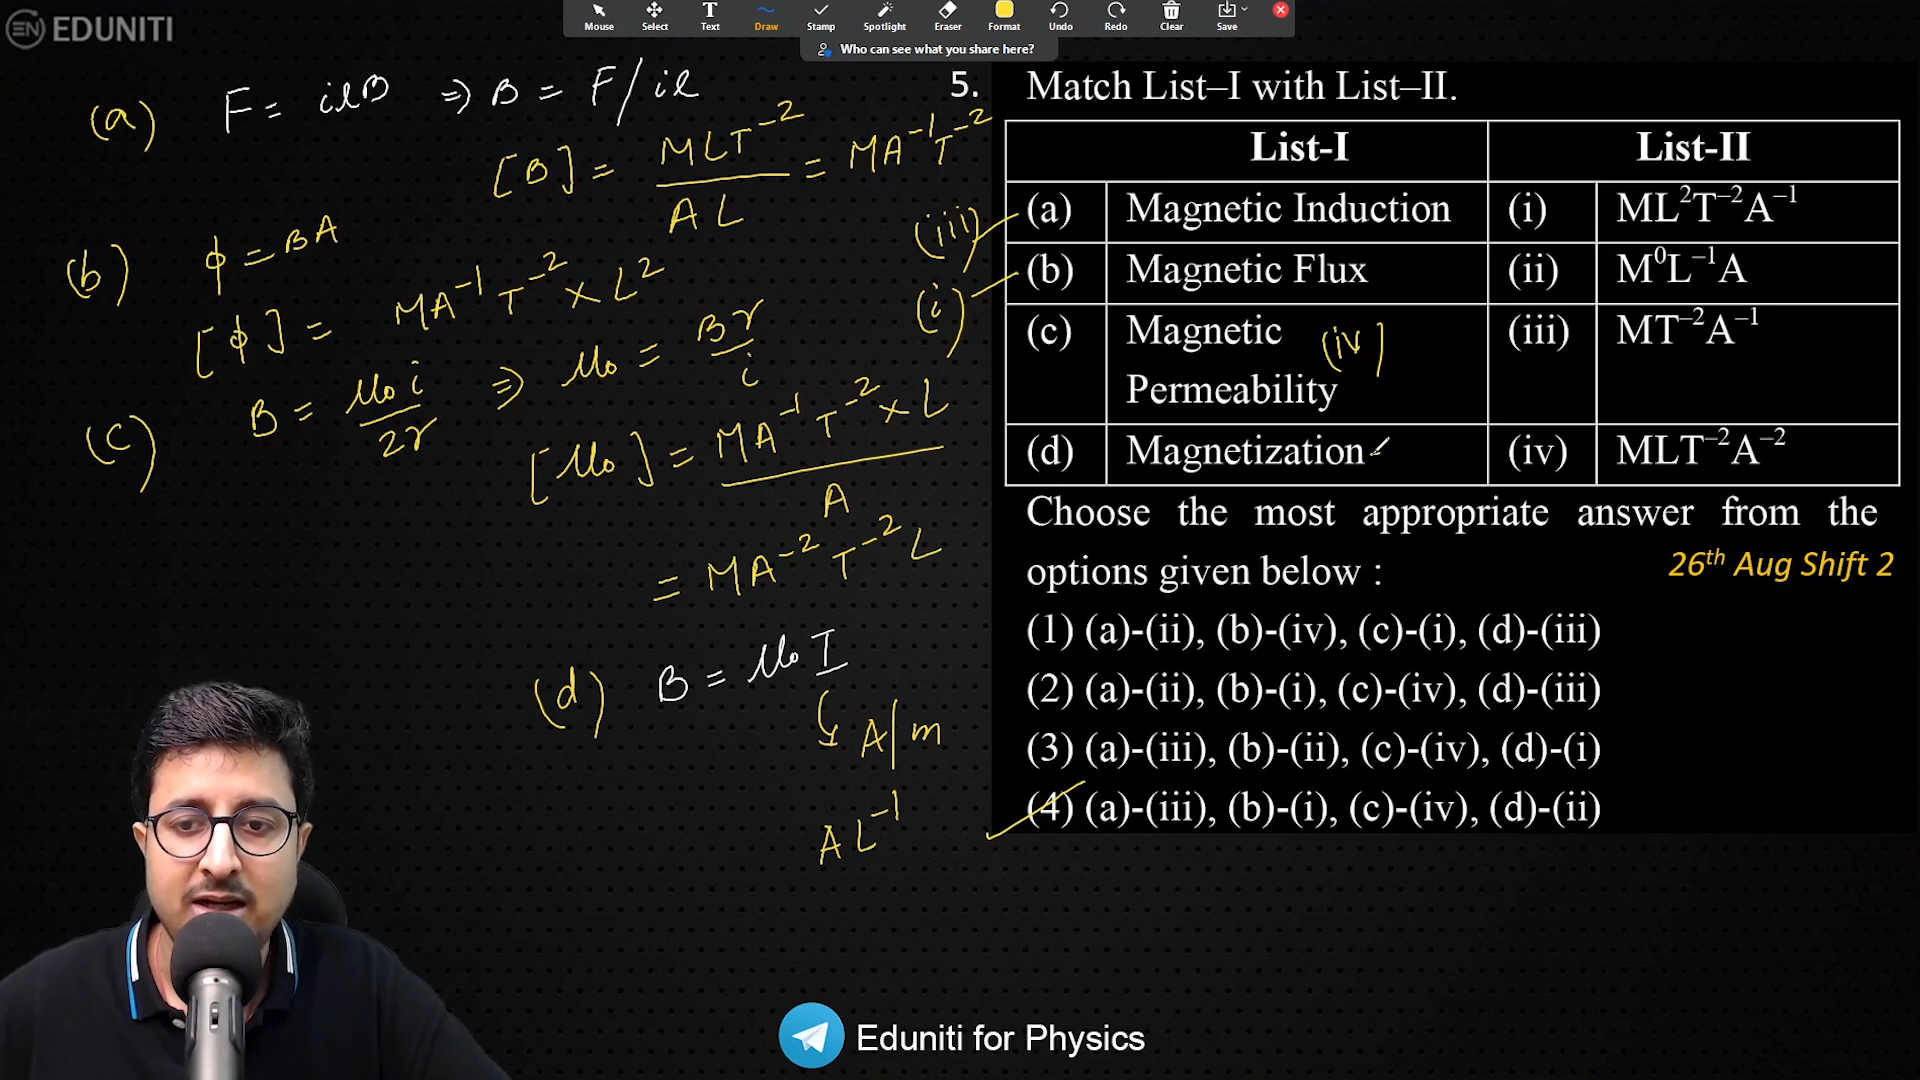 EN EDUNITI
Mouse Select Text Draw Stamp Spotlight Eraser Format Undo Redo Clear Save
Who can see what you share here?
(a) F = ilB ⇒ B = F/il
[B] = MLT⁻² / AL = MA⁻¹T⁻²
(b) ϕ = BA
[ϕ] = MA⁻¹T⁻² × L²
(c) B = μ₀i / 2r ⇒ μ₀ = Br / i
[μ₀] = MA⁻¹T⁻² × L / A
= MA⁻²T⁻²L
(d) B = μ₀I
A/m
AL⁻¹
5. Match List–I with List–II.
List-I List-II
(iii) (a) Magnetic Induction (i) ML²T⁻²A⁻¹
(i) (b) Magnetic Flux (ii) M⁰L⁻¹A
(c) Magnetic Permeability (iv) (iii) MT⁻²A⁻¹
(d) Magnetization (iv) MLT⁻²A⁻²
Choose the most appropriate answer from the
options given below :
26th Aug Shift 2
(1) (a)-(ii), (b)-(iv), (c)-(i), (d)-(iii)
(2) (a)-(ii), (b)-(i), (c)-(iv), (d)-(iii)
(3) (a)-(iii), (b)-(ii), (c)-(iv), (d)-(i)
(4) (a)-(iii), (b)-(i), (c)-(iv), (d)-(ii)
Eduniti for Physics